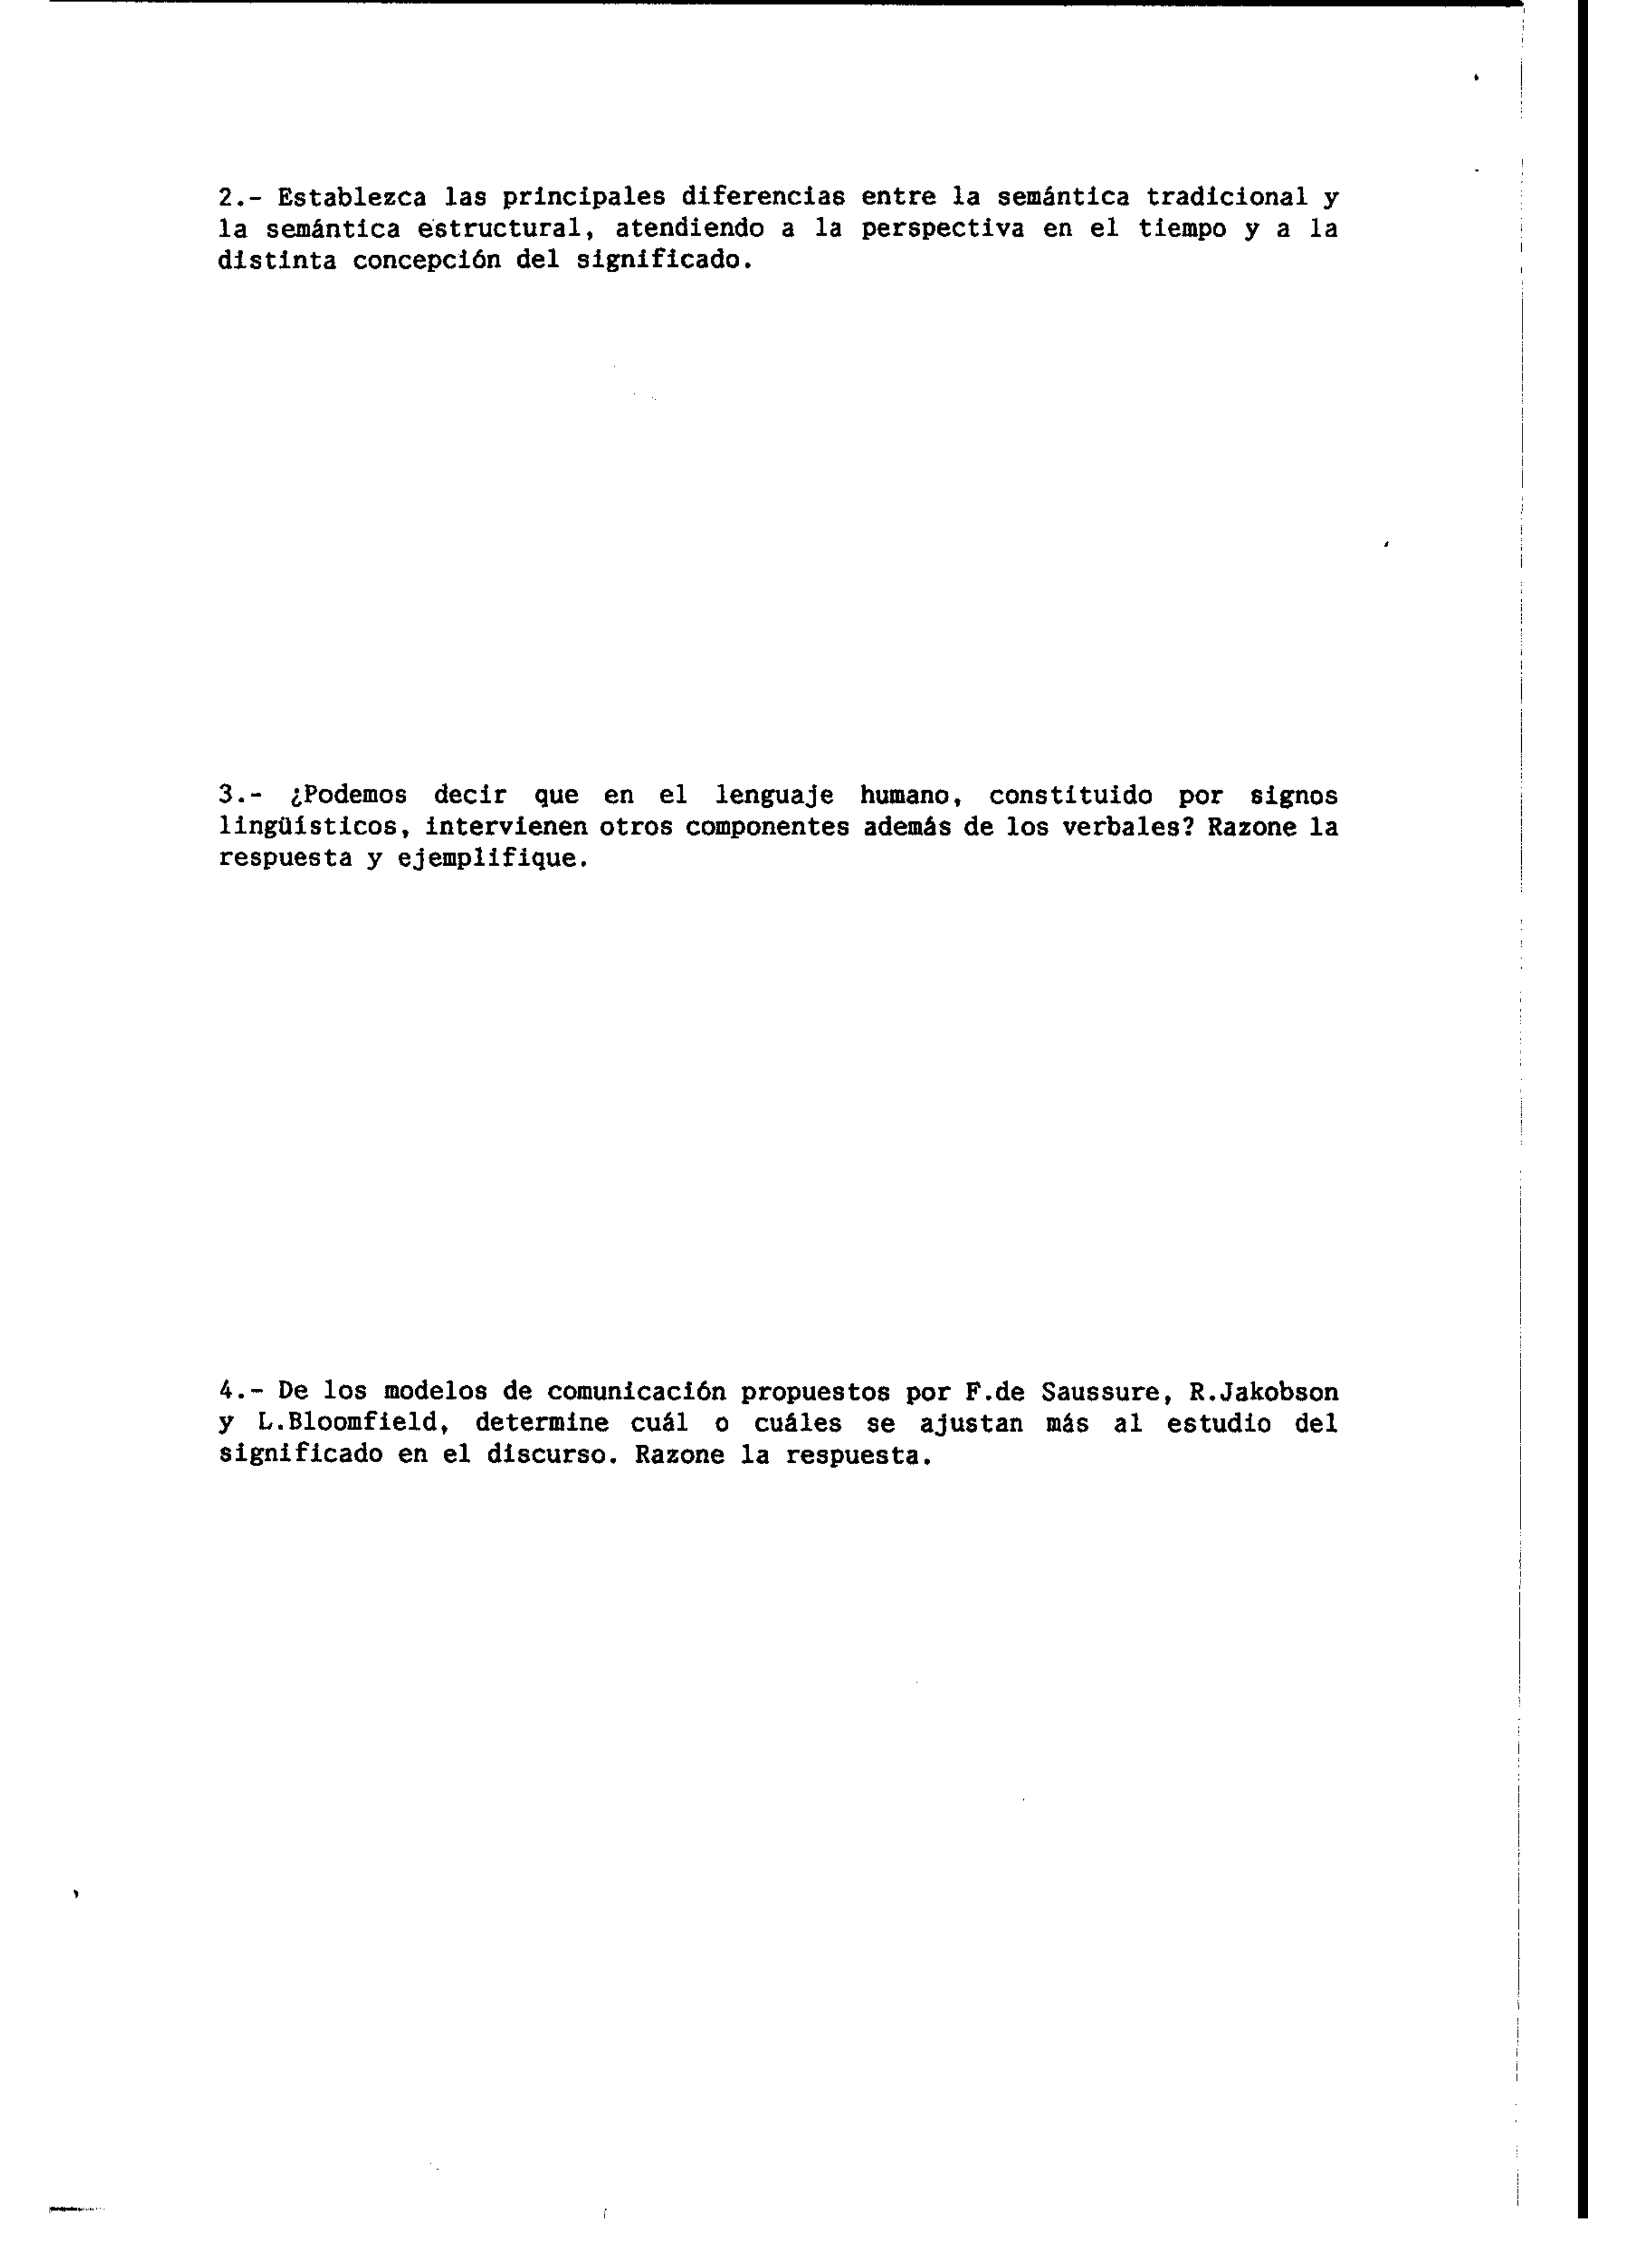 2.- Establezca las principales diferencias entre la semántica tradicional y
la semántica estructural, atendiendo a la perspectiva en el tiempo y a la
distinta concepción del significado.
3.- ¿Podemos decir que en el lenguaje humano, constituido por signos
lingüísticos, intervienen otros componentes además de los verbales? Razone la
respuesta y ejemplifique.
4.- De los modelos de comunicación propuestos por F.de Saussure, R.Jakobson
y L.Bloomfield, determine cuál o cuáles se ajustan más al estudio del
significado en el discurso. Razone la respuesta.